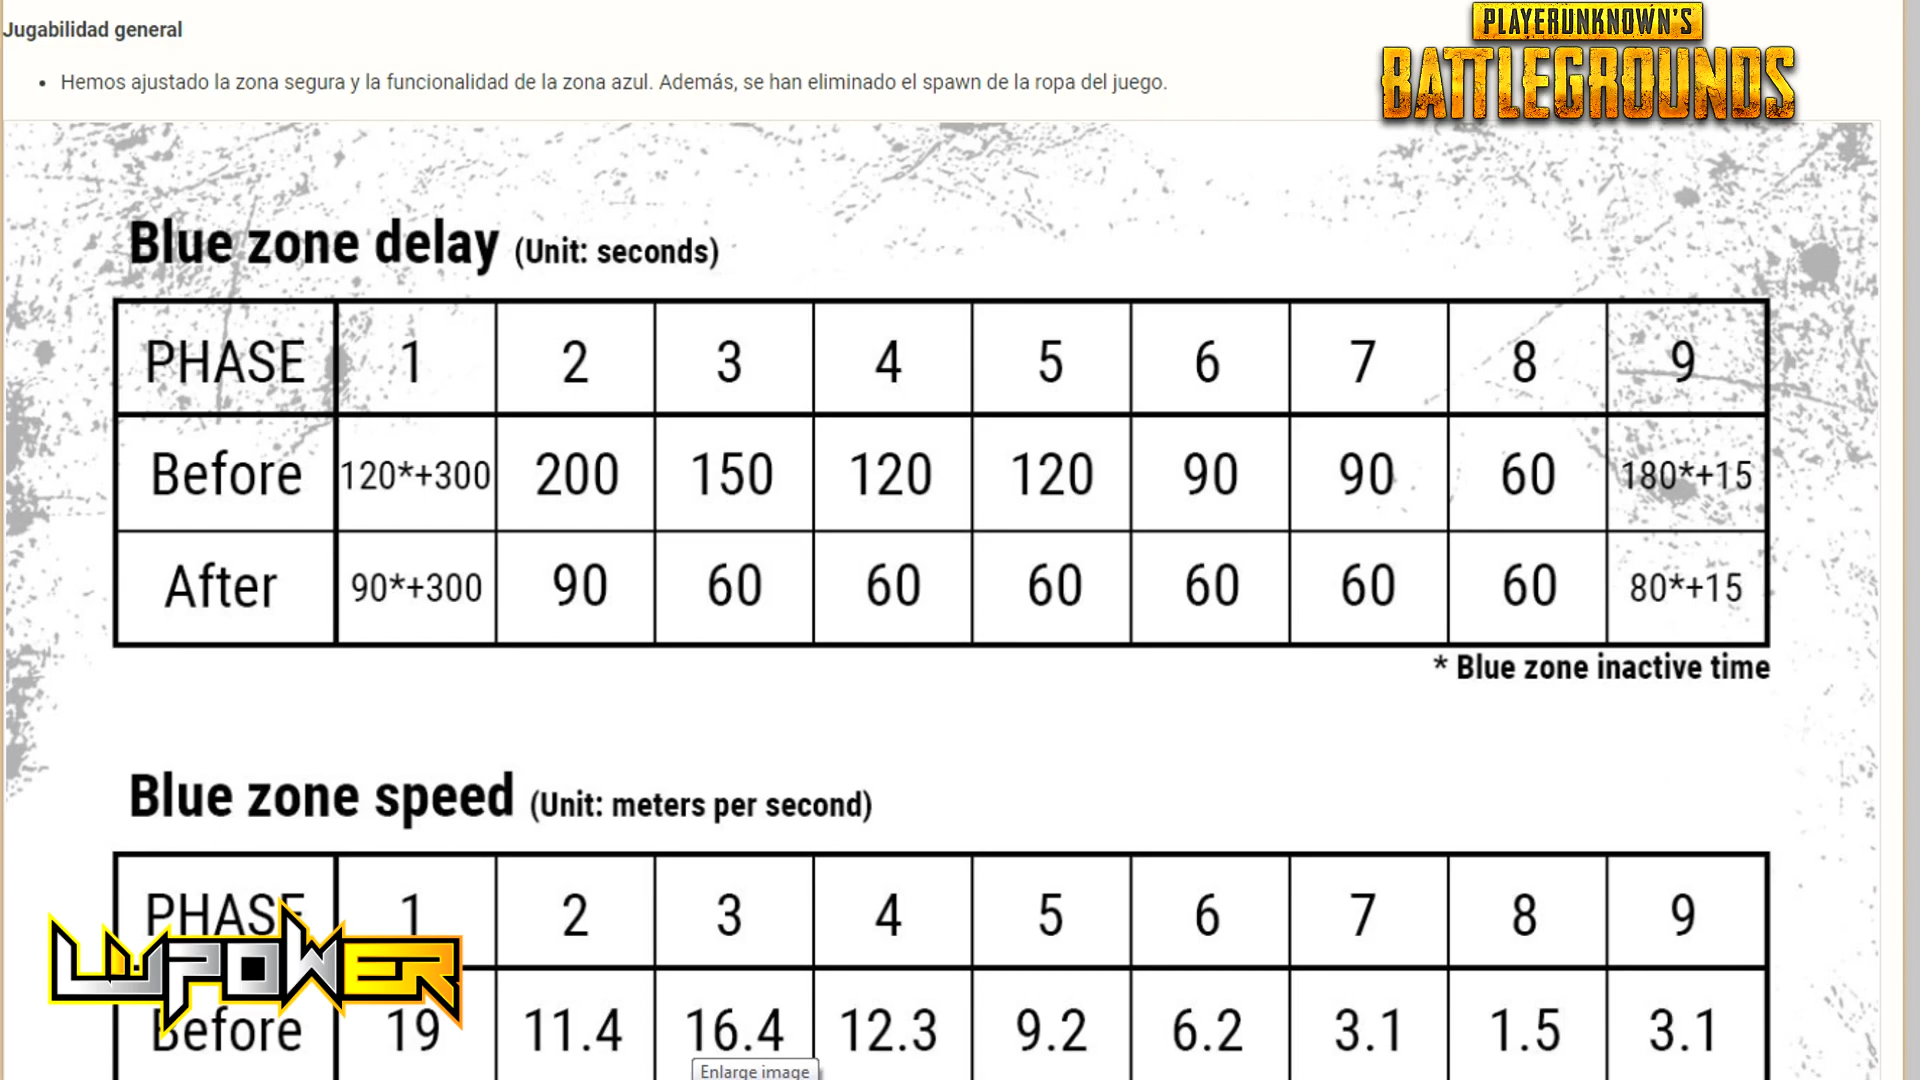 Jugabilidad general
PLAYERUNKNOWN'S
BATTLEGROUNDS
• Hemos ajustado la zona segura y la funcionalidad de la zona azul. Además, se han eliminado el spawn de la ropa del juego.
Blue zone delay (Unit: seconds)
PHASE 1 2 3 4 5 6 7 8 9
Before 120*+300 200 150 120 120 90 90 60 180*+15
After 90*+300 90 60 60 60 60 60 60 80*+15
* Blue zone inactive time
Blue zone speed (Unit: meters per second)
PHASE 1 2 3 4 5 6 7 8 9
LUPOWER
Before 19 11.4 16.4 12.3 9.2 6.2 3.1 1.5 3.1
Enlarge image